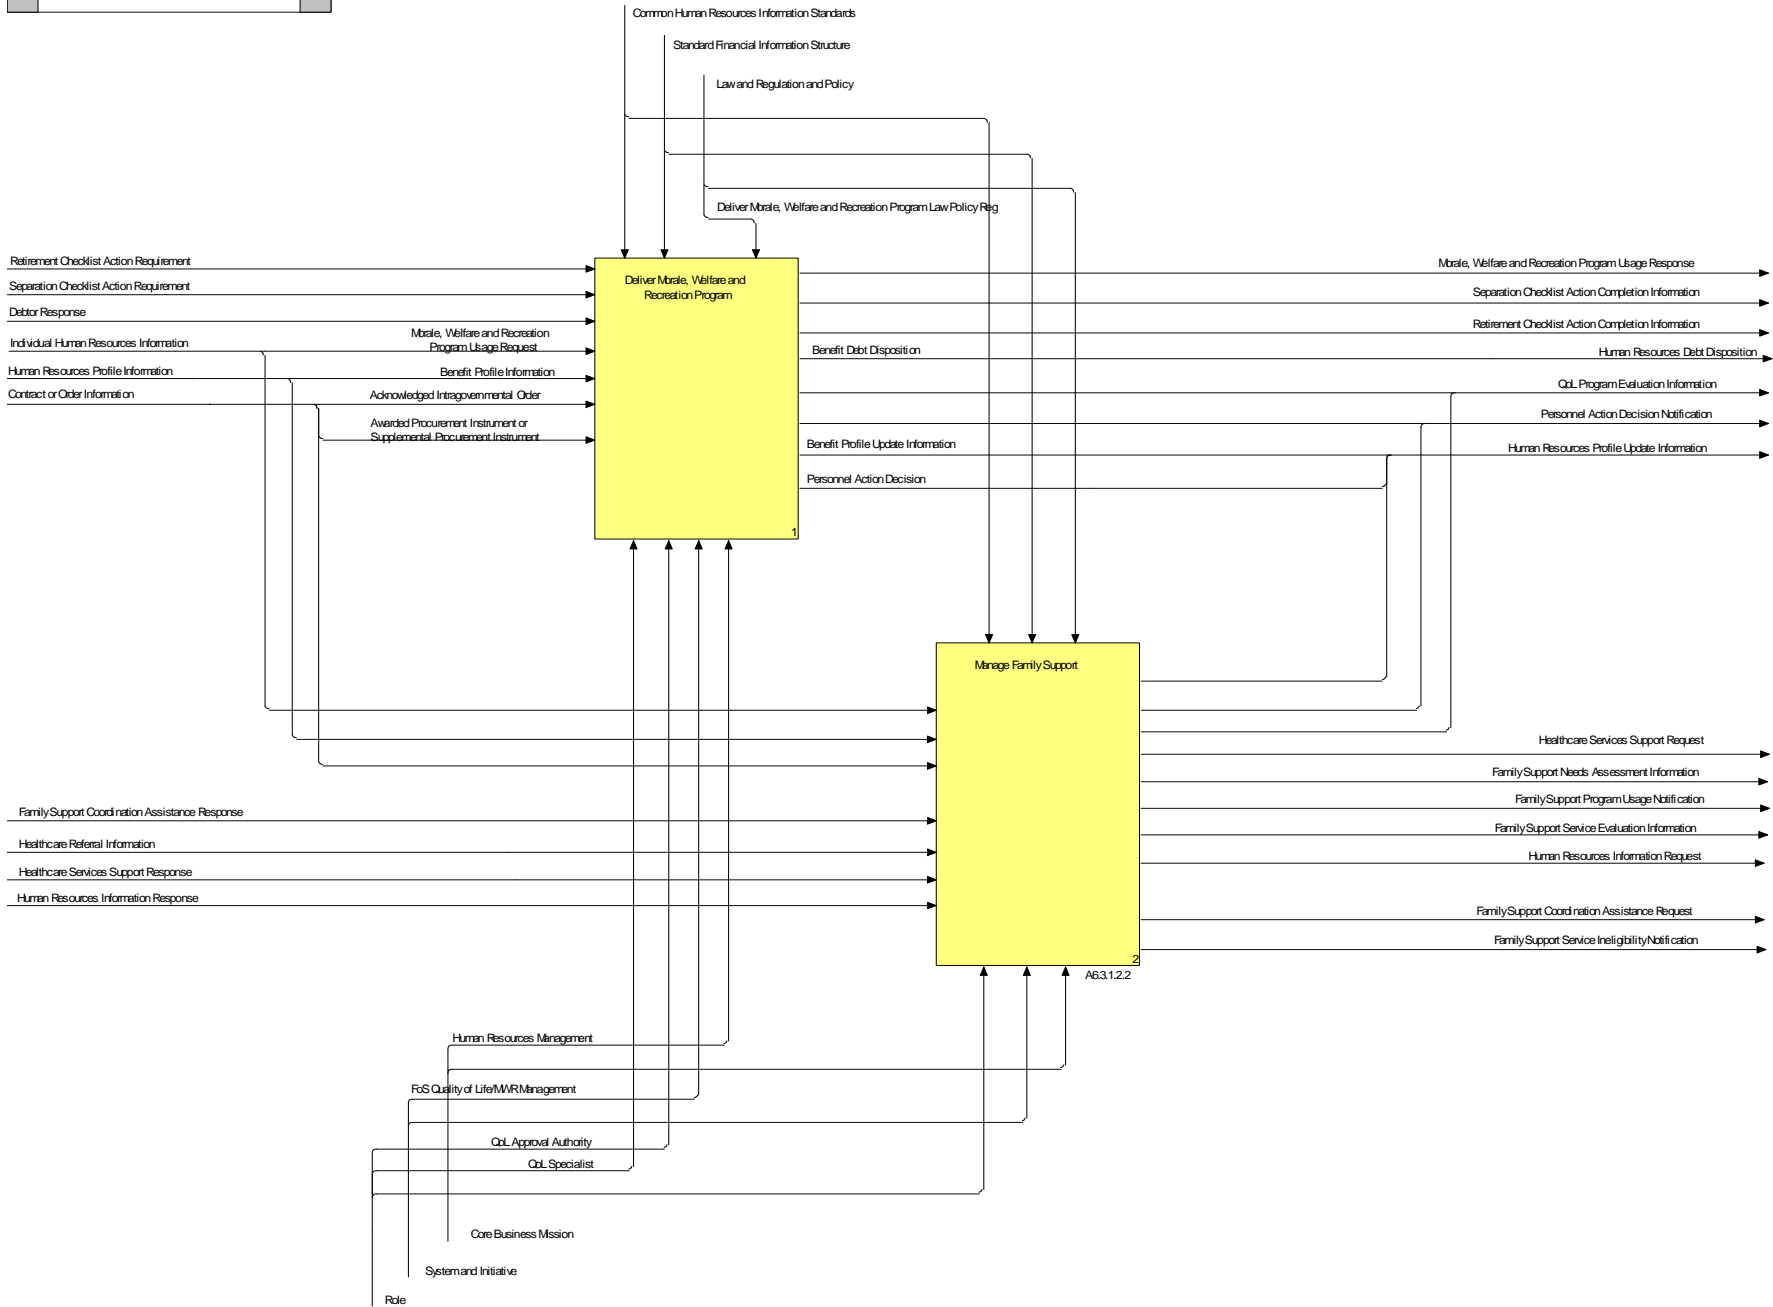 Common Human Resources Information Standards
Standard Financial Information Structure
Law and Regulation and Policy
Deliver Morale, Welfare and Recreation Program Law Policy Reg
Retirement Checklist Action Requirement
Separation Checklist Action Requirement
Debtor Response
Individual Human Resources Information
Morale, Welfare and Recreation
Program Usage Request
Human Resources Profile Information
Benefit Profile Information
Contract or Order Information
Acknowledged Intragovernmental Order
Awarded Procurement Instrument or
Supplemental Procurement Instrument
Deliver Morale, Welfare and
Recreation Program
1
Morale, Welfare and Recreation Program Usage Response
Separation Checklist Action Completion Information
Retirement Checklist Action Completion Information
Benefit Debt Disposition
Human Resources Debt Disposition
QoL Program Evaluation Information
Personnel Action Decision Notification
Benefit Profile Update Information
Human Resources Profile Update Information
Personnel Action Decision
Manage Family Support
2
A6.3.1.2.2
Healthcare Services Support Request
Family Support Needs Assessment Information
Family Support Program Usage Notification
Family Support Service Evaluation Information
Human Resources Information Request
Family Support Coordination Assistance Request
Family Support Service Ineligibility Notification
Family Support Coordination Assistance Response
Healthcare Referral Information
Healthcare Services Support Response
Human Resources Information Response
Human Resources Management
FoS Quality of Life/MWR Management
QoL Approval Authority
QoL Specialist
Core Business Mission
System and Initiative
Role